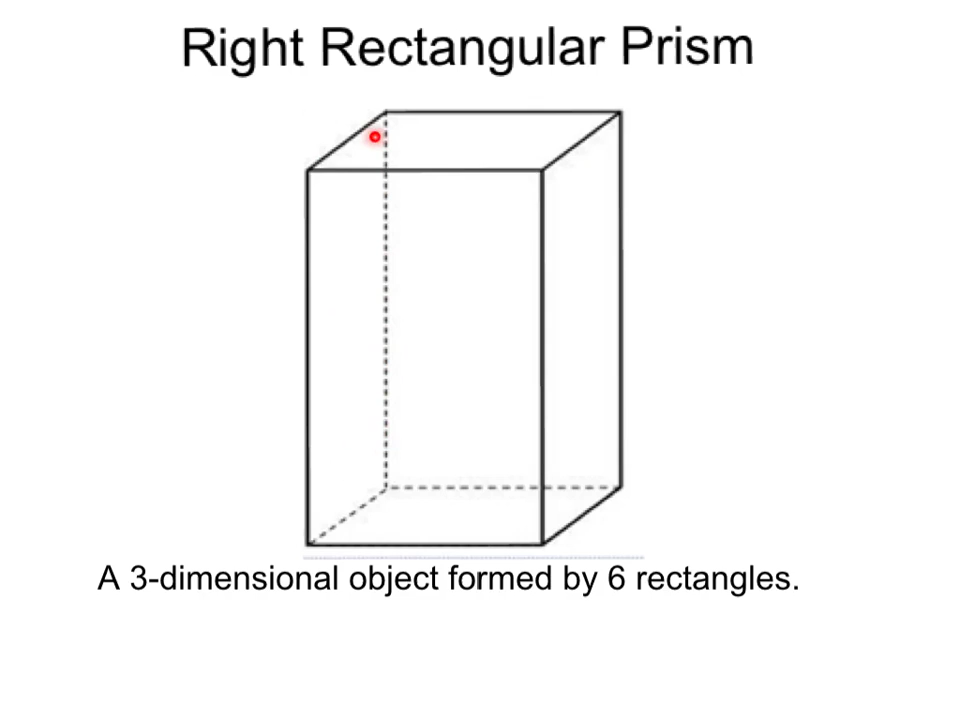 Right Rectangular Prism
A 3-dimensional object formed by 6 rectangles.